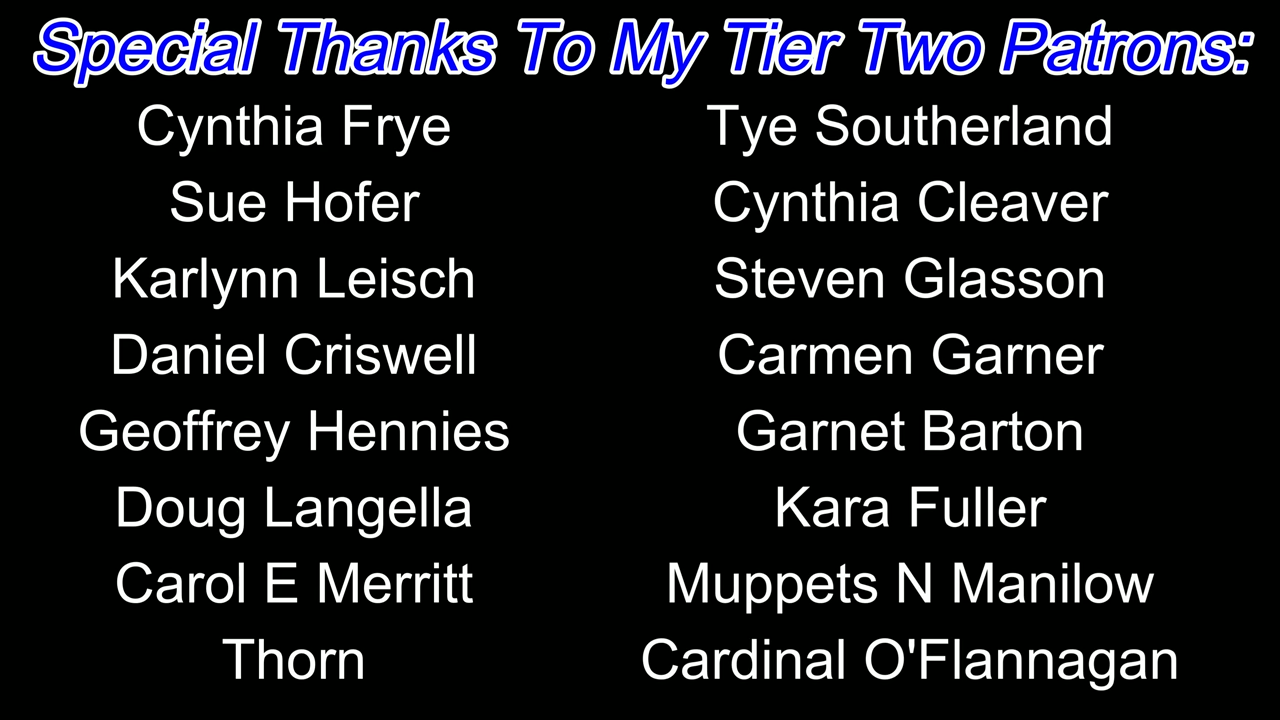 Special Thanks To My Tier Two Patrons:
Cynthia Frye
Sue Hofer
Karlynn Leisch
Daniel Criswell
Geoffrey Hennies
Doug Langella
Carol E Merritt
Thorn
Tye Southerland
Cynthia Cleaver
Steven Glasson
Carmen Garner
Garnet Barton
Kara Fuller
Muppets N Manilow
Cardinal O'Flannagan